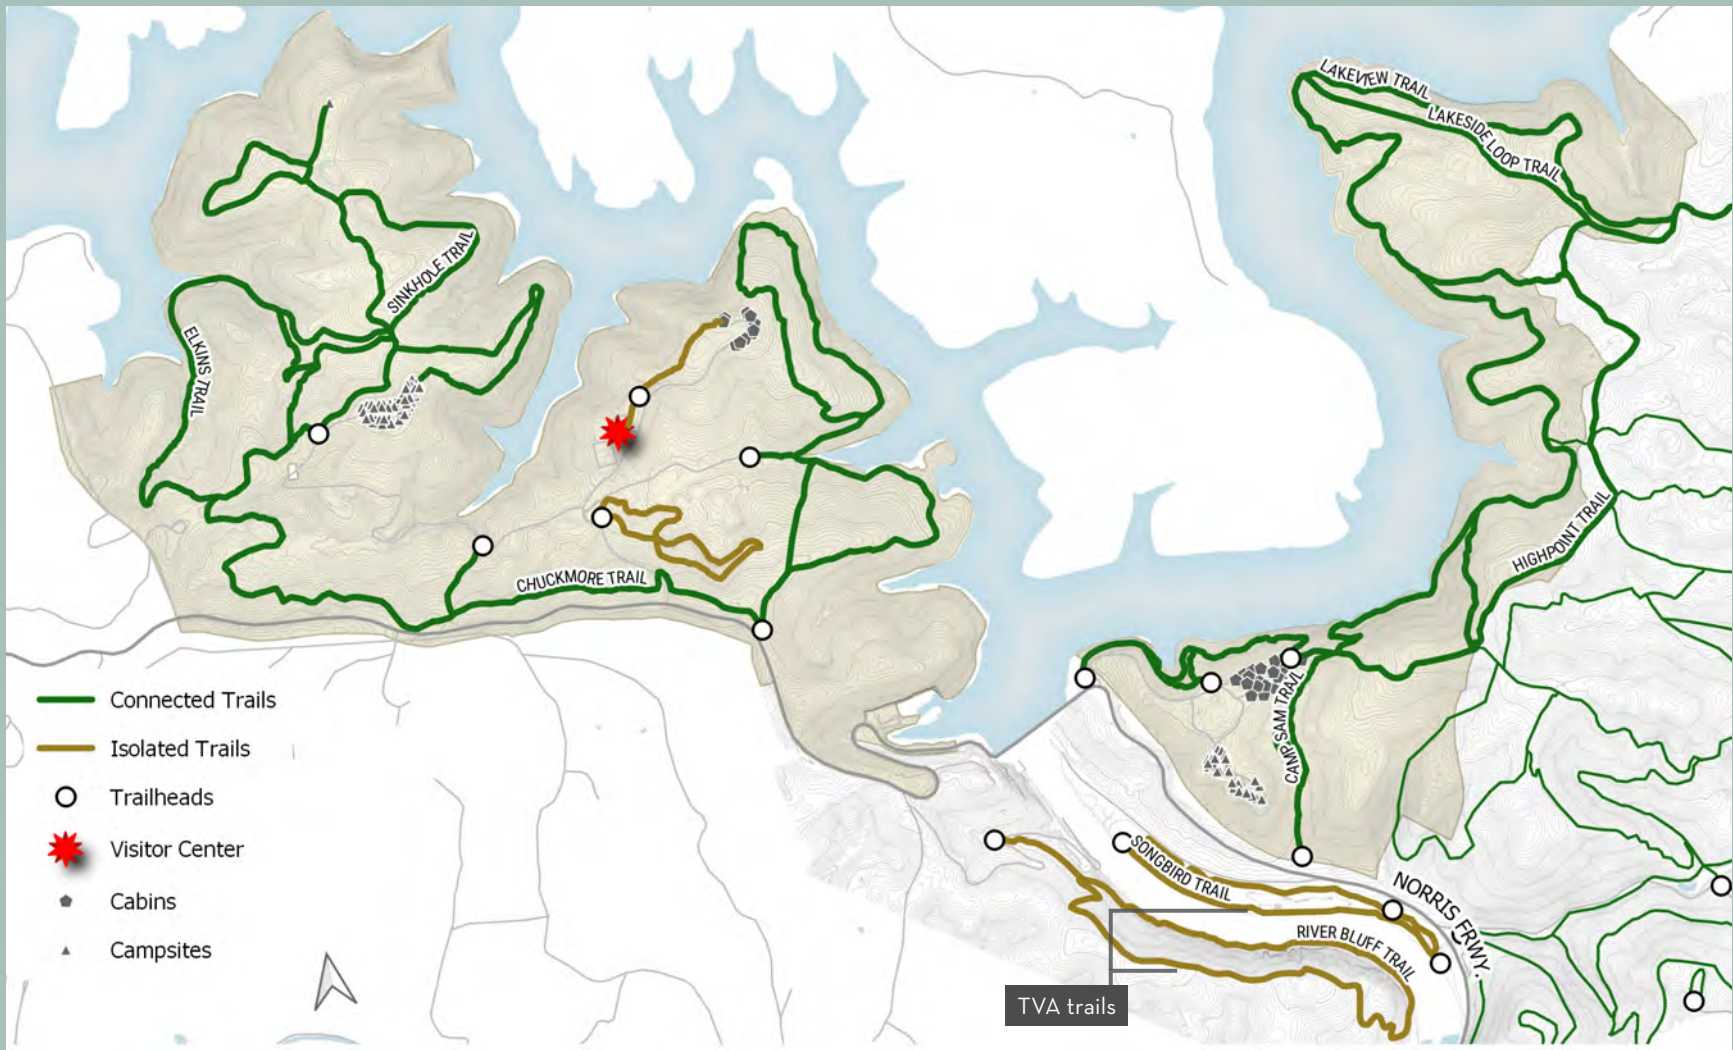 LAKEVIEW TRAIL
LAKESIDE LOOP TRAIL
SINKHOLE TRAIL
ELKINS TRAIL
HIGHPOINT TRAIL
CHUCKMORE TRAIL
CAMP SAM TRAIL
Connected Trails
Isolated Trails
Trailheads
Visitor Center
Cabins
Campsites
SONGBIRD TRAIL
NORRIS FRWY.
RIVER BLUFF TRAIL
TVA trails